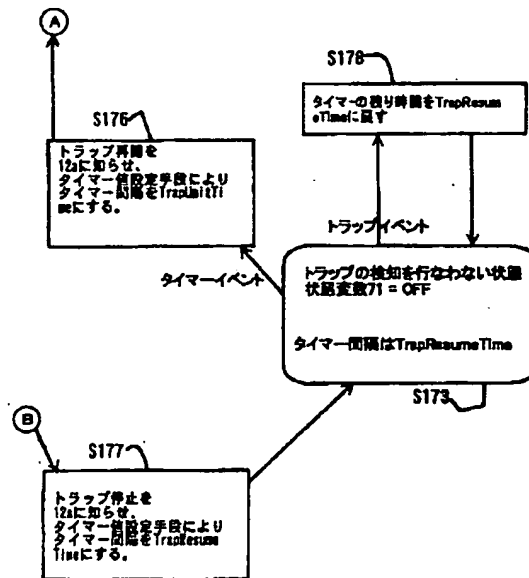 A
S178
タイマーの残り時間をTrapResum
eTimeに戻す
S176
トラップ再開を
12aに知らせ、
タイマー値設定手段により
タイマー間隔をTrapLimitTi
meにする。
トラップイベント
タイマーイベント
トラップの検知を行なわない状態
状態変数71 = OFF
タイマー間隔はTrapResumeTime
S173
B
S177
トラップ停止を
12aに知らせ、
タイマー値設定手段により
タイマー間隔をTrapResume
Timeにする。